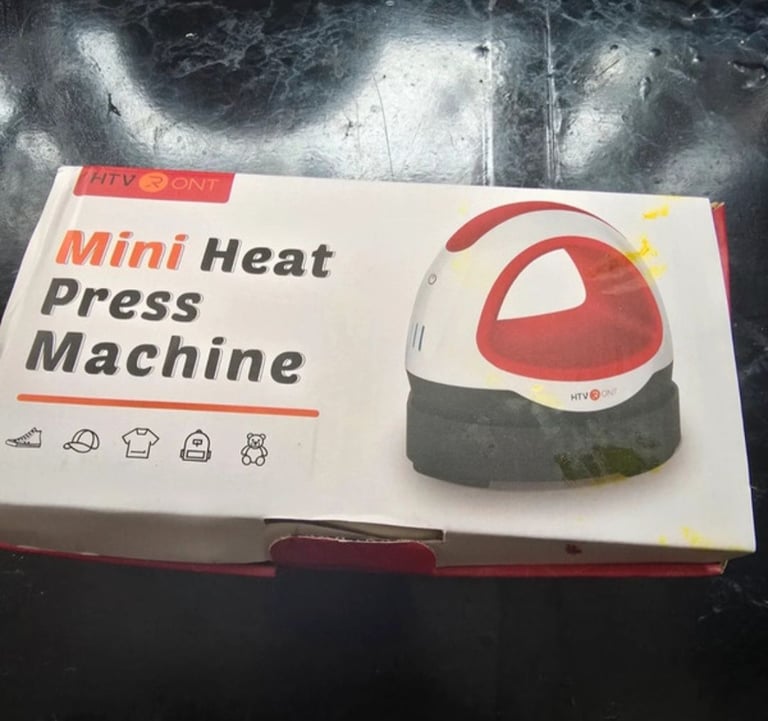 HTVRONT
Mini Heat
Press
Machine
HTVRONT